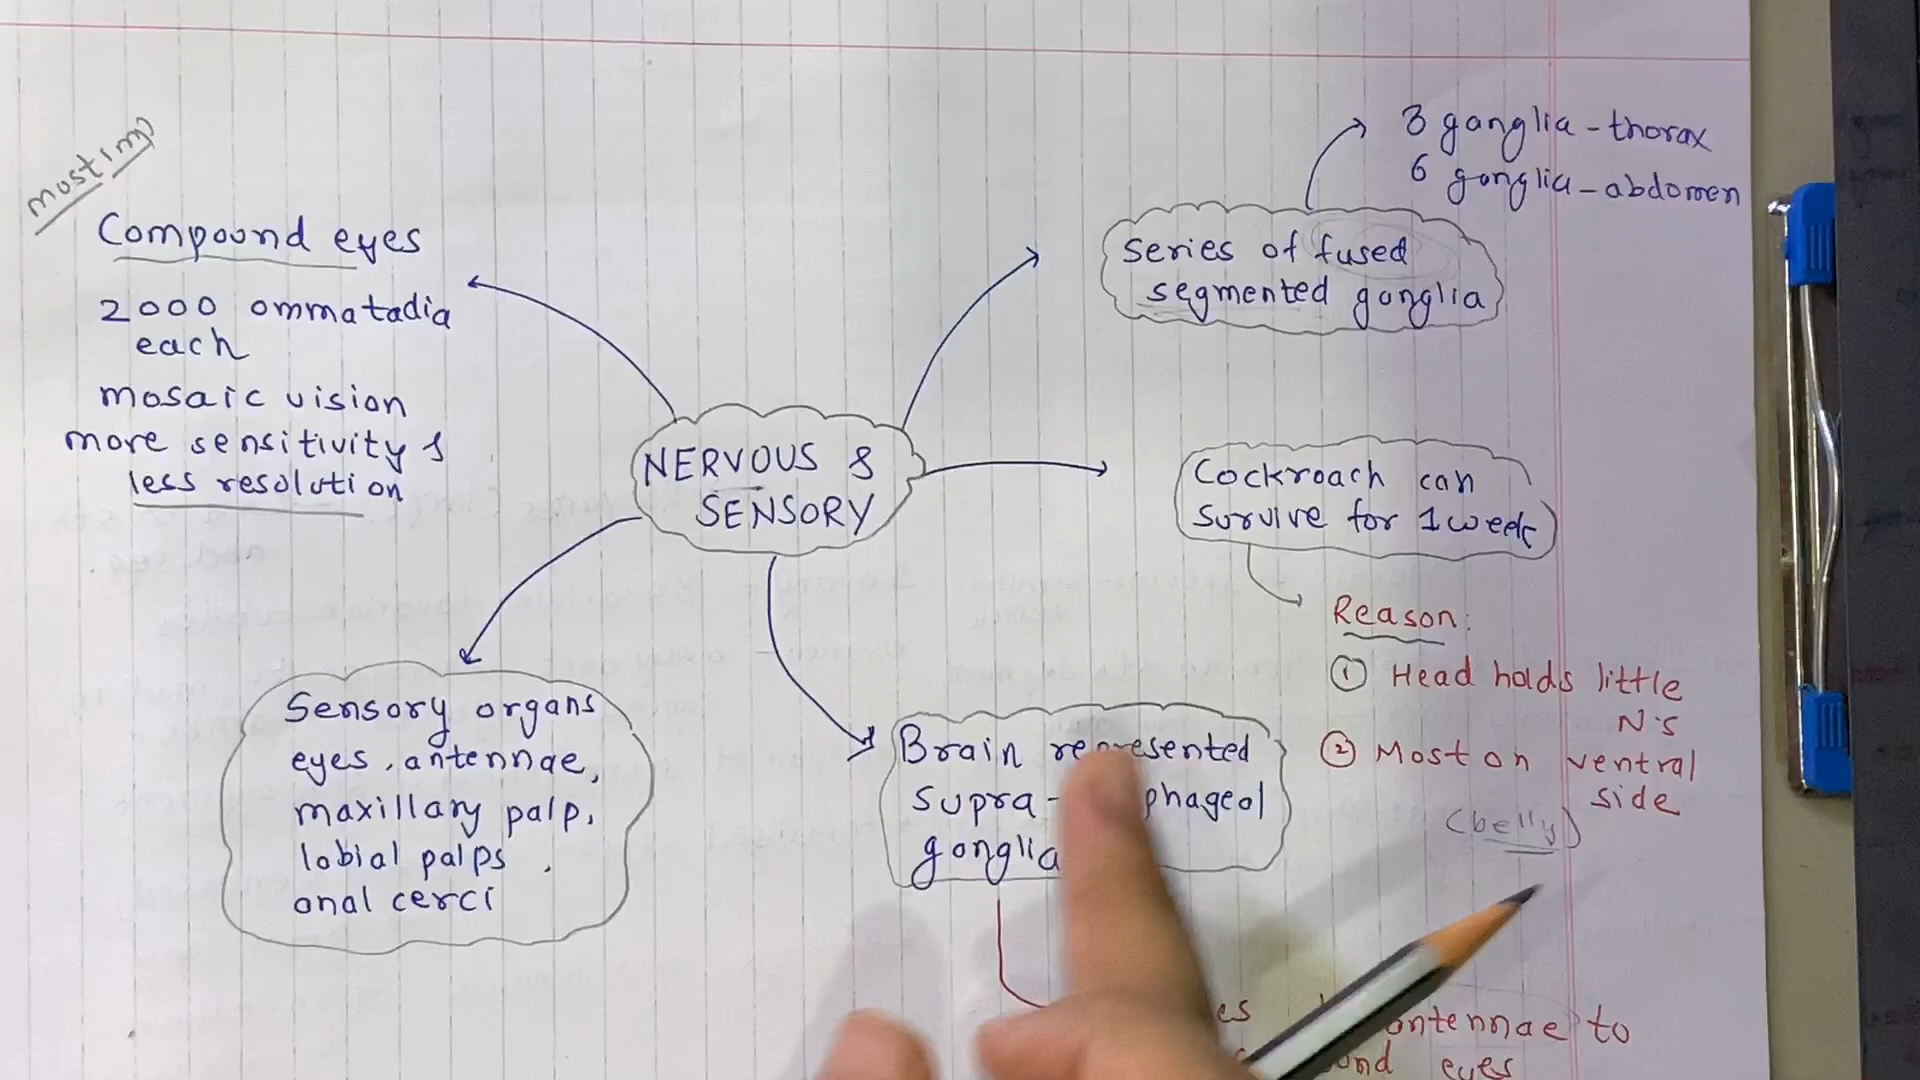 most imp
Compound eyes
2000 ommatadia
each
mosaic vision
more sensitivity &
less resolution
NERVOUS &
SENSORY
3 ganglia - thorax
6 ganglia - abdomen
series of fused
segmented ganglia
Cockroach can
survive for 1 week
Reason:
① Head holds little
N.S
② Most on ventral
side
(belly)
Sensory organs
eyes, antennae,
maxillary palp,
labial palps.
anal cerci
Brain represented
supra-
ganglia
antennae to
eyes